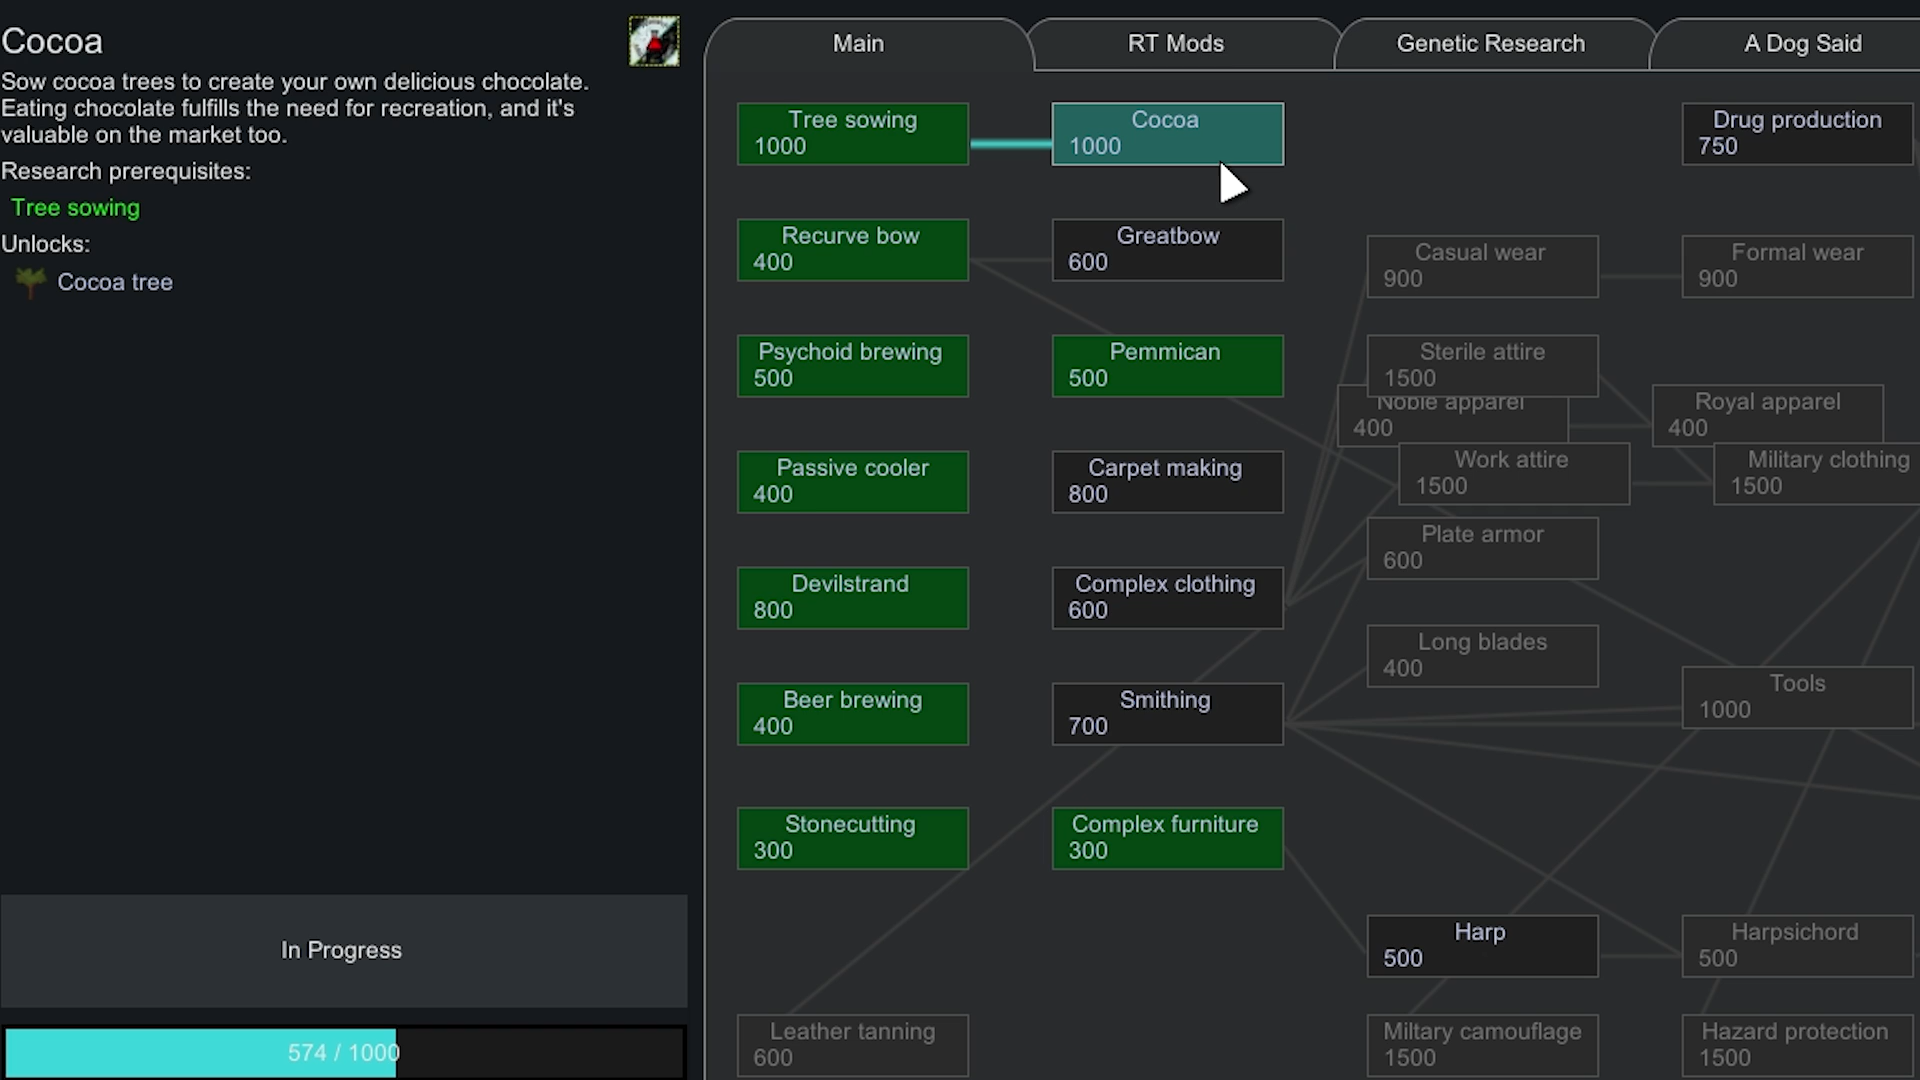 Cocoa
Sow cocoa trees to create your own delicious chocolate.
Eating chocolate fulfills the need for recreation, and it's
valuable on the market too.
Research prerequisites:
Tree sowing
Unlocks:
Cocoa tree
In Progress
574 / 1000
Main
RT Mods
Genetic Research
A Dog Said
Tree sowing
1000
Cocoa
1000
Drug production
750
Recurve bow
400
Greatbow
600
Casual wear
900
Formal wear
900
Psychoid brewing
500
Pemmican
500
Sterile attire
1500
Noble apparel
400
Royal apparel
400
Passive cooler
400
Carpet making
800
Work attire
1500
Military clothing
1500
Plate armor
600
Devilstrand
800
Complex clothing
600
Long blades
400
Beer brewing
400
Smithing
700
Tools
1000
Stonecutting
300
Complex furniture
300
Harp
500
Harpsichord
500
Leather tanning
600
Miltary camouflage
1500
Hazard protection
1500